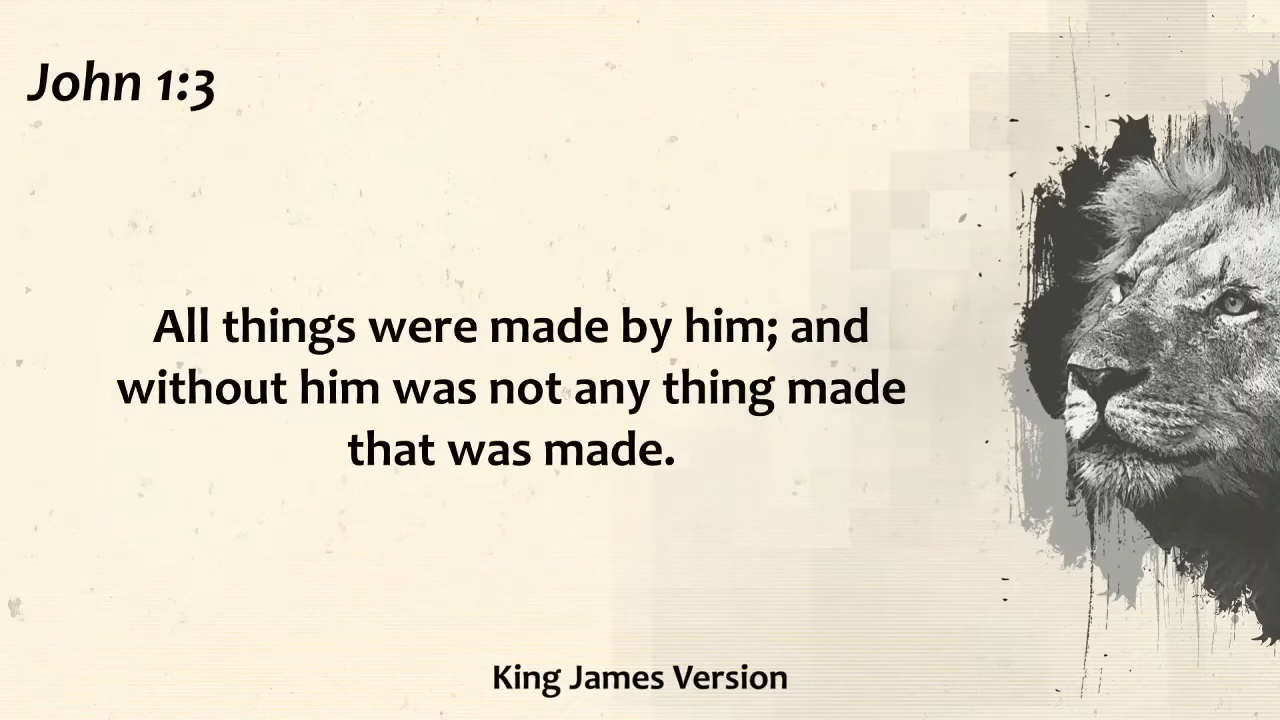 John 1:3
All things were made by him; and
without him was not any thing made
that was made.
King James Version